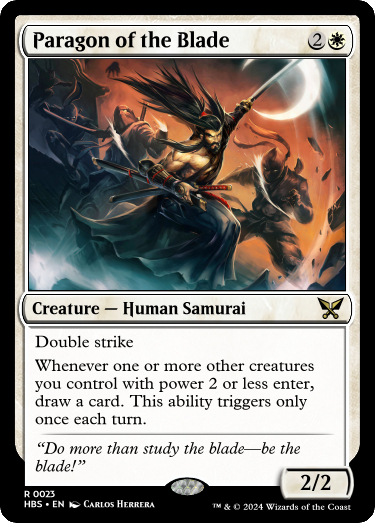 Paragon of the Blade 2
Creature — Human Samurai
Double strike
Whenever one or more other creatures
you control with power 2 or less enter,
draw a card. This ability triggers only
once each turn.
“Do more than study the blade—be the
blade!”
2/2
R 0023
HBS • EN Carlos Herrera
™ & © 2024 Wizards of the Coast